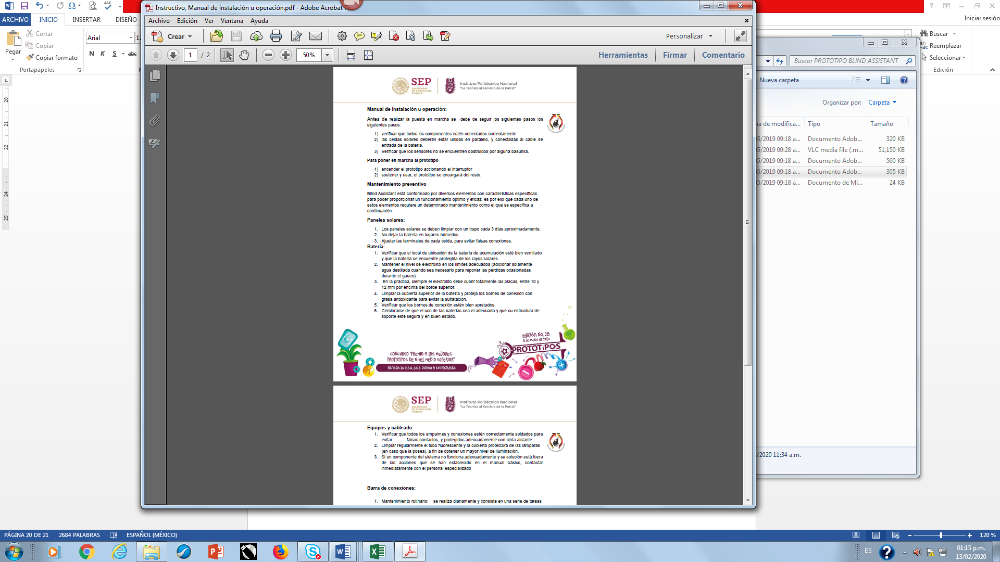 Instructivo, Manual de instalación u operación.pdf - Adobe Acrobat Pro
ARCHIVO INICIO INSERTAR DISEÑO
Iniciar sesión
Archivo Edición Ver Ventana Ayuda
Cortar
Copiar
Copiar formato
Pegar
Portapapeles
Arial
N K S abc
Buscar
Reemplazar
Seleccionar
Edición
Crear
Personalizar
1 / 2
50%
Herramientas Firmar Comentario
Buscar PROTOTIPO BLIND ASSISTANT
Nueva carpeta
Organizar por: Carpeta
na de modifica... Tipo Tamaño
05/2019 09:18 a... Documento Adob... 320 KB
05/2019 09:28 a... VLC media file (.m... 51,150 KB
05/2019 09:18 a... Documento Adob... 560 KB
05/2019 09:18 a... Documento Adob... 305 KB
05/2019 09:18 a... Documento de Mi... 24 KB
/2020 11:34 a.m.
20
21
22
24
25
SEP
SECRETARÍA DE EDUCACIÓN PÚBLICA
Instituto Politécnico Nacional
"La Técnica al Servicio de la Patria"
Manual de instalación u operación:
Antes de realizar la puesta en marcha se debe de seguir los siguientes pasos los
siguientes pasos:
1) verificar que todos los componentes estén conectados correctamente
2) las celdas solares deberán estar unidas en paralelo, y conectadas al cable de
entrada de la batería.
3) Verificar que los sensores no se encuentren obstruidos por alguna basurilla.
Para poner en marcha al prototipo
1) encender el prototipo accionando el interruptor
2) sostener y usar, el prototipo se encargará del resto.
Mantenimiento preventivo
Blind Assistant está conformado por diversos elementos con características especificas
para poder proporcionar un funcionamiento óptimo y eficaz, es por ello que cada uno de
estos elementos requiere un determinado mantenimiento como el que se especifica a
continuación:
Paneles solares:
1. Los paneles solares se deben limpiar con un trapo cada 3 días aproximadamente.
2. No dejar la batería en lugares húmedos.
3. Ajustar las terminales de cada celda, para evitar falsas conexiones.
Batería:
1. Verificar que el local de ubicación de la batería de acumulación esté bien ventilado
y que la batería se encuentre protegida de los rayos solares.
2. Mantener el nivel de electrólito en los límites adecuados (adicionar solamente
agua destilada cuando sea necesario para reponer las pérdidas ocasionadas
durante el gaseo).
3. En la práctica, siempre el electrólito debe cubrir totalmente las placas, entre 10 y
12 mm por encima del borde superior.
4. Limpiar la cubierta superior de la batería y proteja los bornes de conexión con
grasa antioxidante para evitar la sulfatación.
5. Verificar que los bornes de conexión estén bien apretados.
6. Cerciorarse de que el uso de las baterías sea el adecuado y que su estructura de
soporte esté segura y en buen estado.
Edición No. 28
8 de mayo de 2019
PROTOTIPOS
CONCURSO "PREMIO A LOS MEJORES
PROTOTIPOS DE NIVEL MEDIO SUPERIOR"
Genera tu idea, dale forma y empréndela
SEP
SECRETARÍA DE EDUCACIÓN PÚBLICA
Instituto Politécnico Nacional
"La Técnica al Servicio de la Patria"
Equipos y cableado:
1. Verificar que todos los empalmes y conexiones estén correctamente soldados para
evitar falsos contactos, y protegidos adecuadamente con cinta aislante.
2. Limpiar regularmente el tubo fluorescente y la cubierta protectora de las lámparas
(en caso que la posea), a fin de obtener un mayor nivel de iluminación.
3. Si un componente del sistema no funciona adecuadamente y su solución está fuera
de las acciones que se han establecido en el manual básico, contactar
inmediatamente con el personal especializado
Barra de conexiones:
1. Mantenimiento rutinario: se realiza diariamente y consiste en una serie de tareas
PÁGINA 20 DE 21 2684 PALABRAS ESPAÑOL (MÉXICO)
120 %
ES
01:15 p.m.
13/02/2020